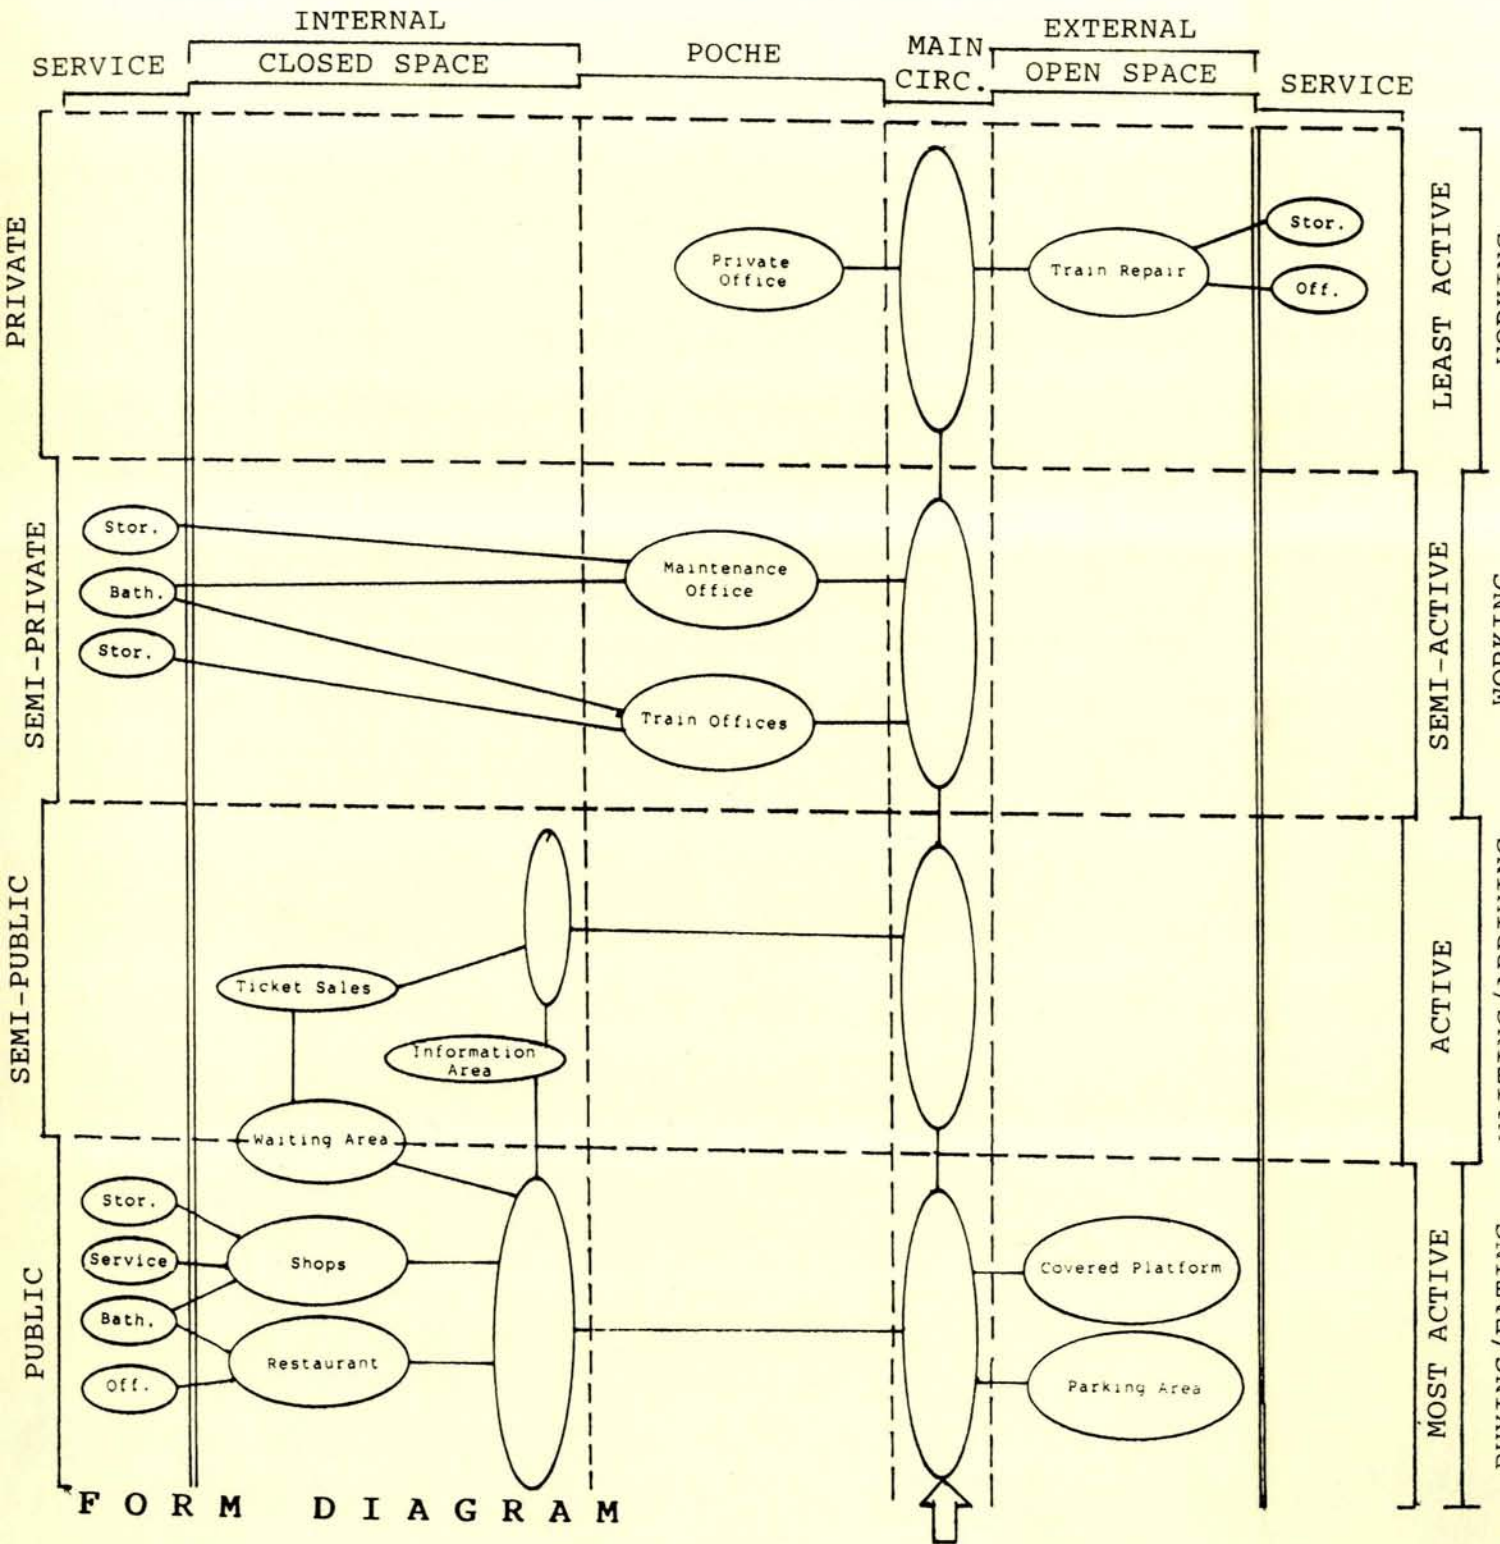 INTERNAL
EXTERNAL
SERVICE
CLOSED SPACE
POCHE
MAIN
CIRC.
OPEN SPACE
SERVICE
PRIVATE
Private
Office
Train Repair
Stor.
Off.
LEAST ACTIVE
SEMI-PRIVATE
Stor.
Bath.
Stor.
Maintenance
Office
Train Offices
SEMI-ACTIVE
WORKING
SEMI-PUBLIC
Ticket Sales
Information
Area
Waiting Area
ACTIVE
PUBLIC
Stor.
Service
Bath.
Off.
Shops
Restaurant
Covered Platform
Parking Area
MOST ACTIVE
FORM DIAGRAM